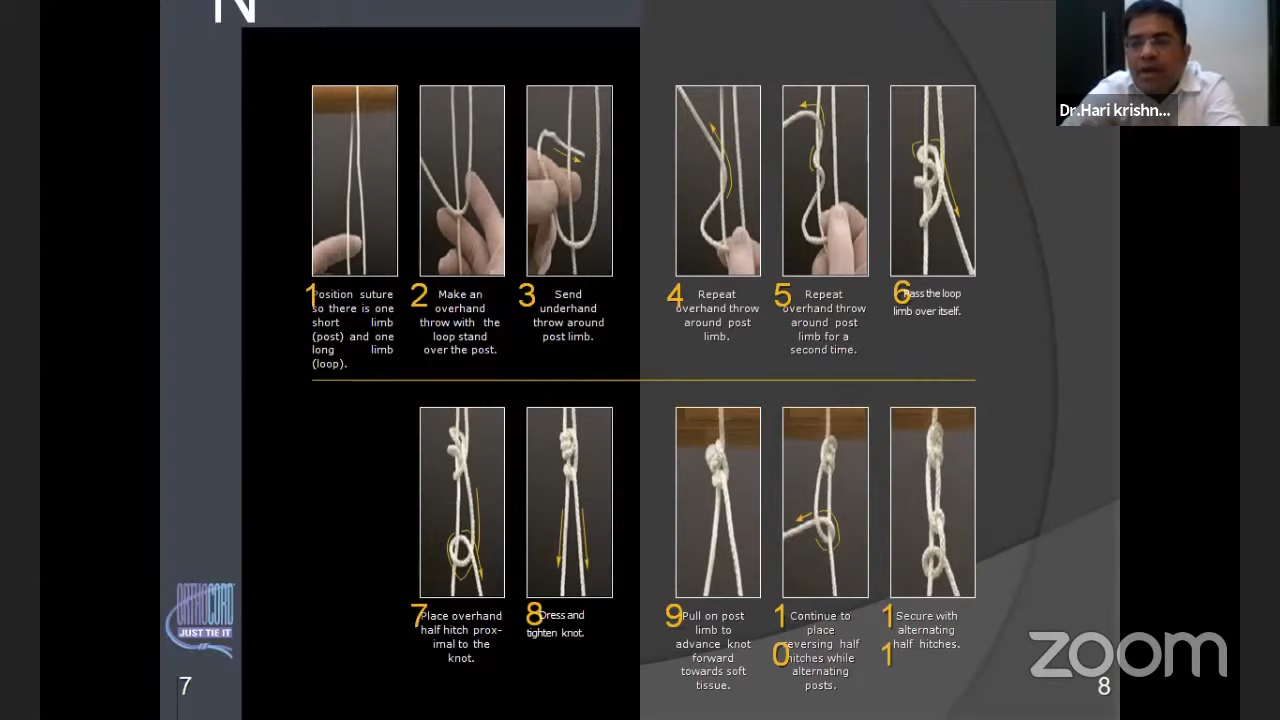 N
Dr.Hari krishn...
1
Position suture
so there is one
short limb
(post) and one
long limb
(loop).
2
Make an
overhand
throw with the
loop stand
over the post.
3
Send
underhand
throw around
post limb.
4
Repeat
overhand throw
around post
limb.
5
Repeat
overhand throw
around post
limb for a
second time.
6
Pass the loop
limb over itself.
7
Place overhand
half hitch prox-
imal to the
knot.
8
Dress and
tighten knot.
9
Pull on post
limb to
advance knot
forward
towards soft
tissue.
10
Continue to
place
reversing half
hitches while
alternating
posts.
11
Secure with
alternating
half hitches.
ORTHOCORD
JUST TIE IT
7
8
zoom